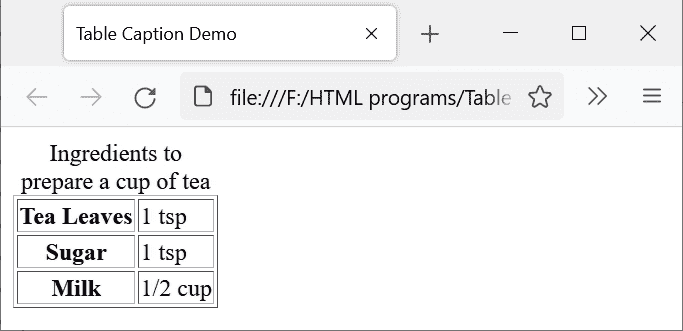 Table Caption Demo
file:///F:/HTML programs/Table
Ingredients to
prepare a cup of tea
Tea Leaves 1 tsp
Sugar 1 tsp
Milk 1/2 cup